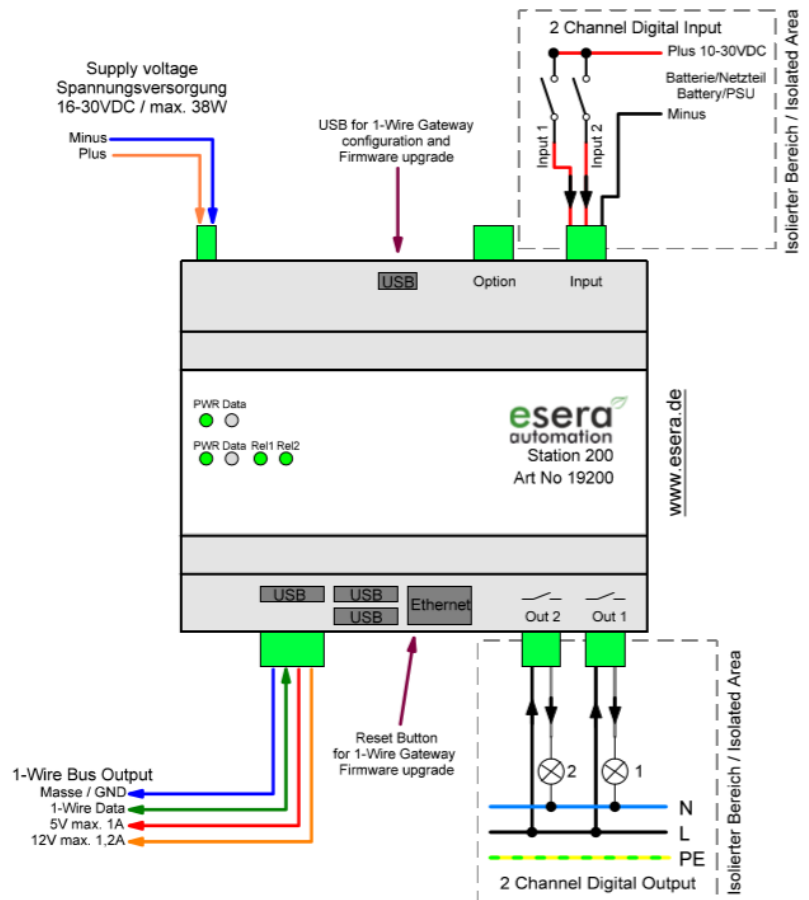 2 Channel Digital Input
Plus 10-30VDC
Batterie/Netzteil
Battery/PSU
Minus
Input 1
Input 2
Isolierter Bereich / Isolated Area
Supply voltage
Spannungsversorgung
16-30VDC / max. 38W
Minus
Plus
USB for 1-Wire Gateway
configuration and
Firmware upgrade
USB
Option
Input
PWR Data
PWR Data Rel1 Rel2
esera
automation
Station 200
Art No 19200
www.esera.de
USB
USB
USB
Ethernet
Out 2
Out 1
Reset Button
for 1-Wire Gateway
Firmware upgrade
1-Wire Bus Output
Masse / GND
1-Wire Data
5V max. 1A
12V max. 1,2A
2
1
N
L
PE
2 Channel Digital Output
Isolierter Bereich / Isolated Area